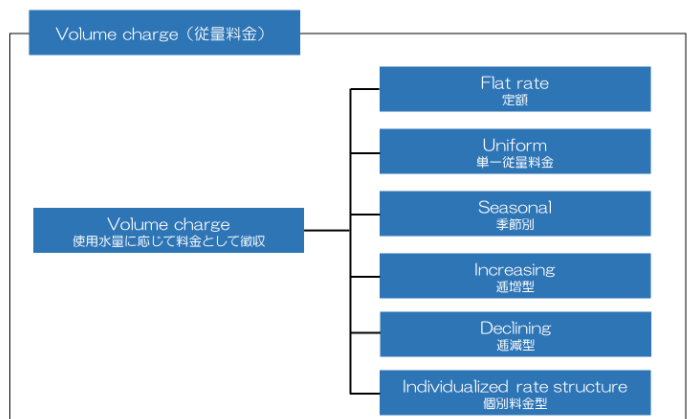 Volume charge（従量料金）
Flat rate
定額
Uniform
単一従量料金
Seasonal
季節別
Volume charge
使用水量に応じて料金として徴収
Increasing
逓増型
Declining
逓減型
Individualized rate structure
個別料金型